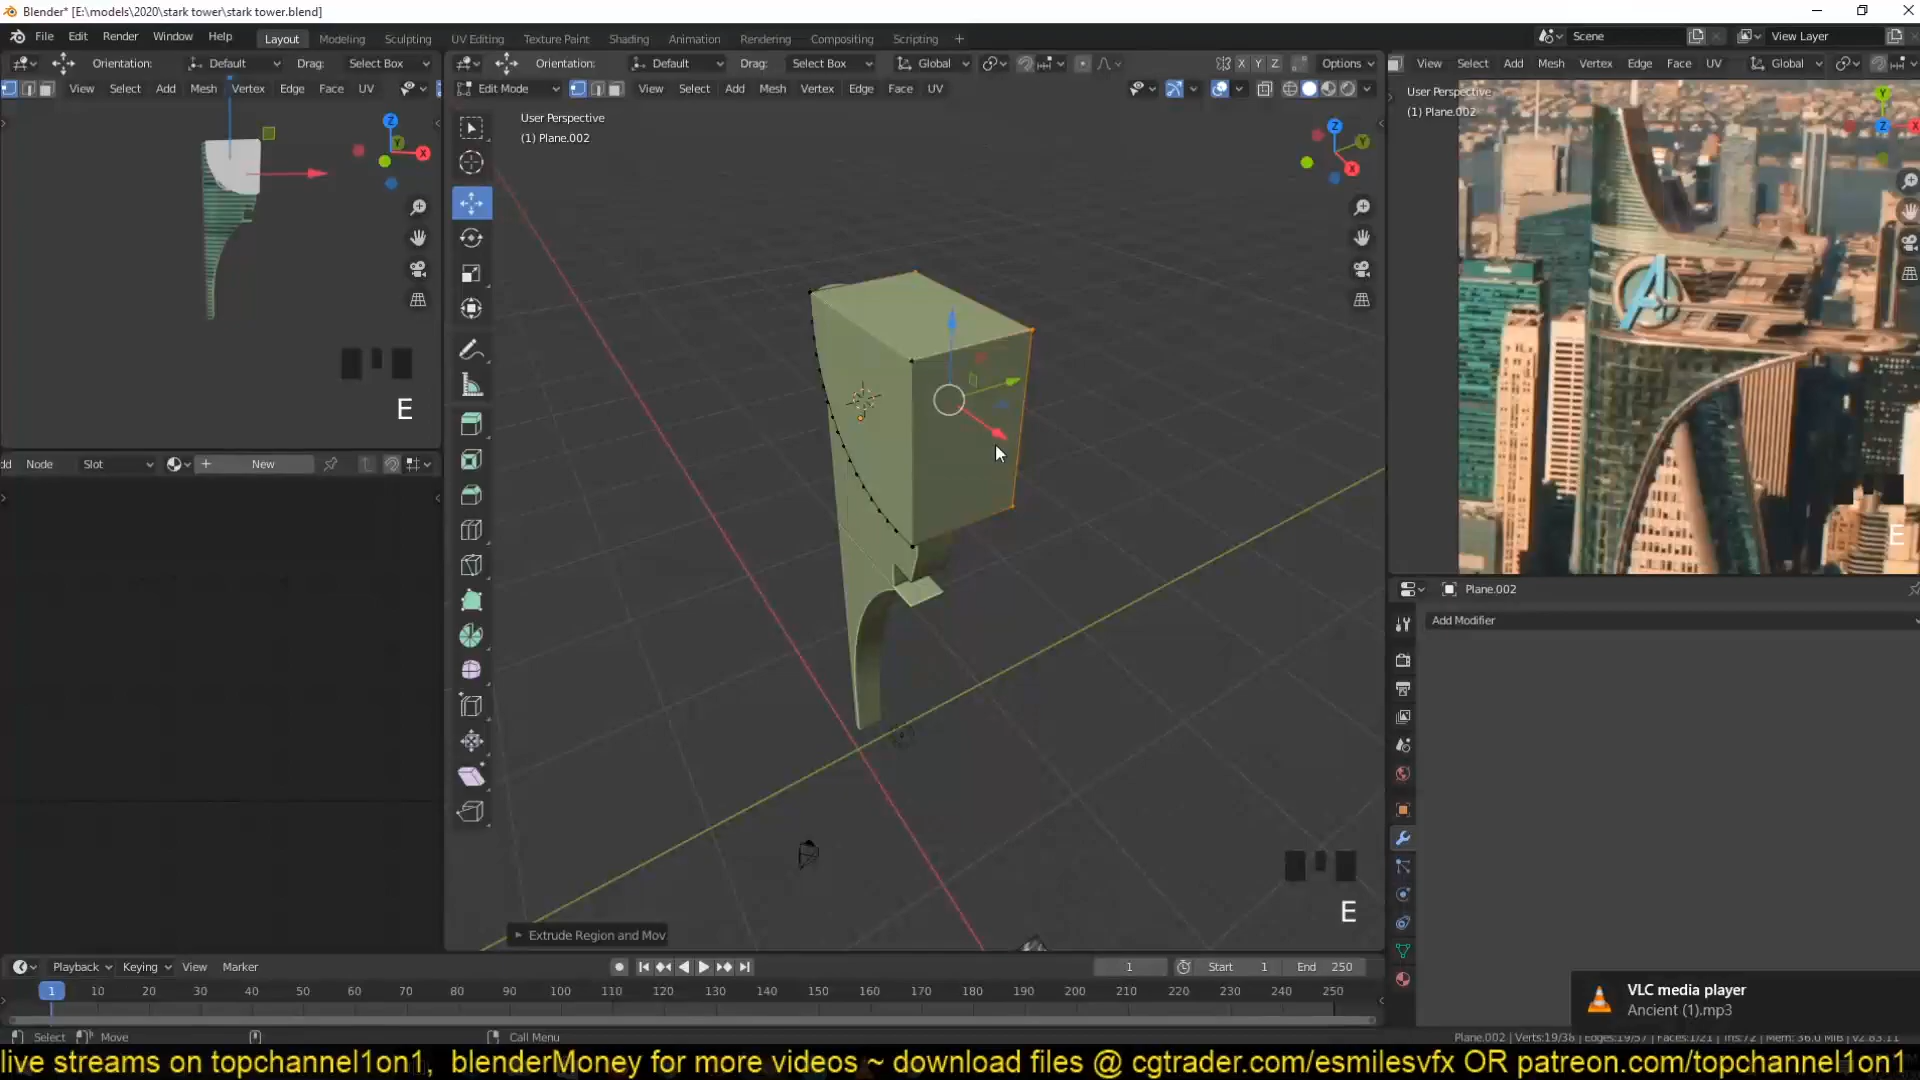 Blender* [E:\models\2020\stark tower\stark tower.blend]
File Edit Render Window Help Layout Modeling Sculpting UV Editing Texture Paint Shading Animation Rendering Compositing Scripting + Scene View Layer
Orientation: Default Drag: Select Box
Orientation: Default Drag: Select Box Global X Y Z Options
View Select Add Mesh Vertex Edge Face UV Global
View Select Add Mesh Vertex Edge Face UV
Edit Mode View Select Add Mesh Vertex Edge Face UV
User Perspective
(1) Plane.002
User Perspective
(1) Plane.002
Z
Y
X
Z
Y
X
Y
Z
X
E
E
E
A
dd Node Slot + New
Plane.002
Add Modifier
Extrude Region and Mov
Playback Keying View Marker 1 Start 1 End 250
1 10 20 30 40 50 60 70 80 90 100 110 120 130 140 150 160 170 180 190 200 210 220 230 240 250
VLC media player
Ancient (1).mp3
Select Move Call Menu
live streams on topchannel1on1, blenderMoney for more videos ~ download files @ cgtrader.com/esmilesvfx OR patreon.com/topchannel1on1